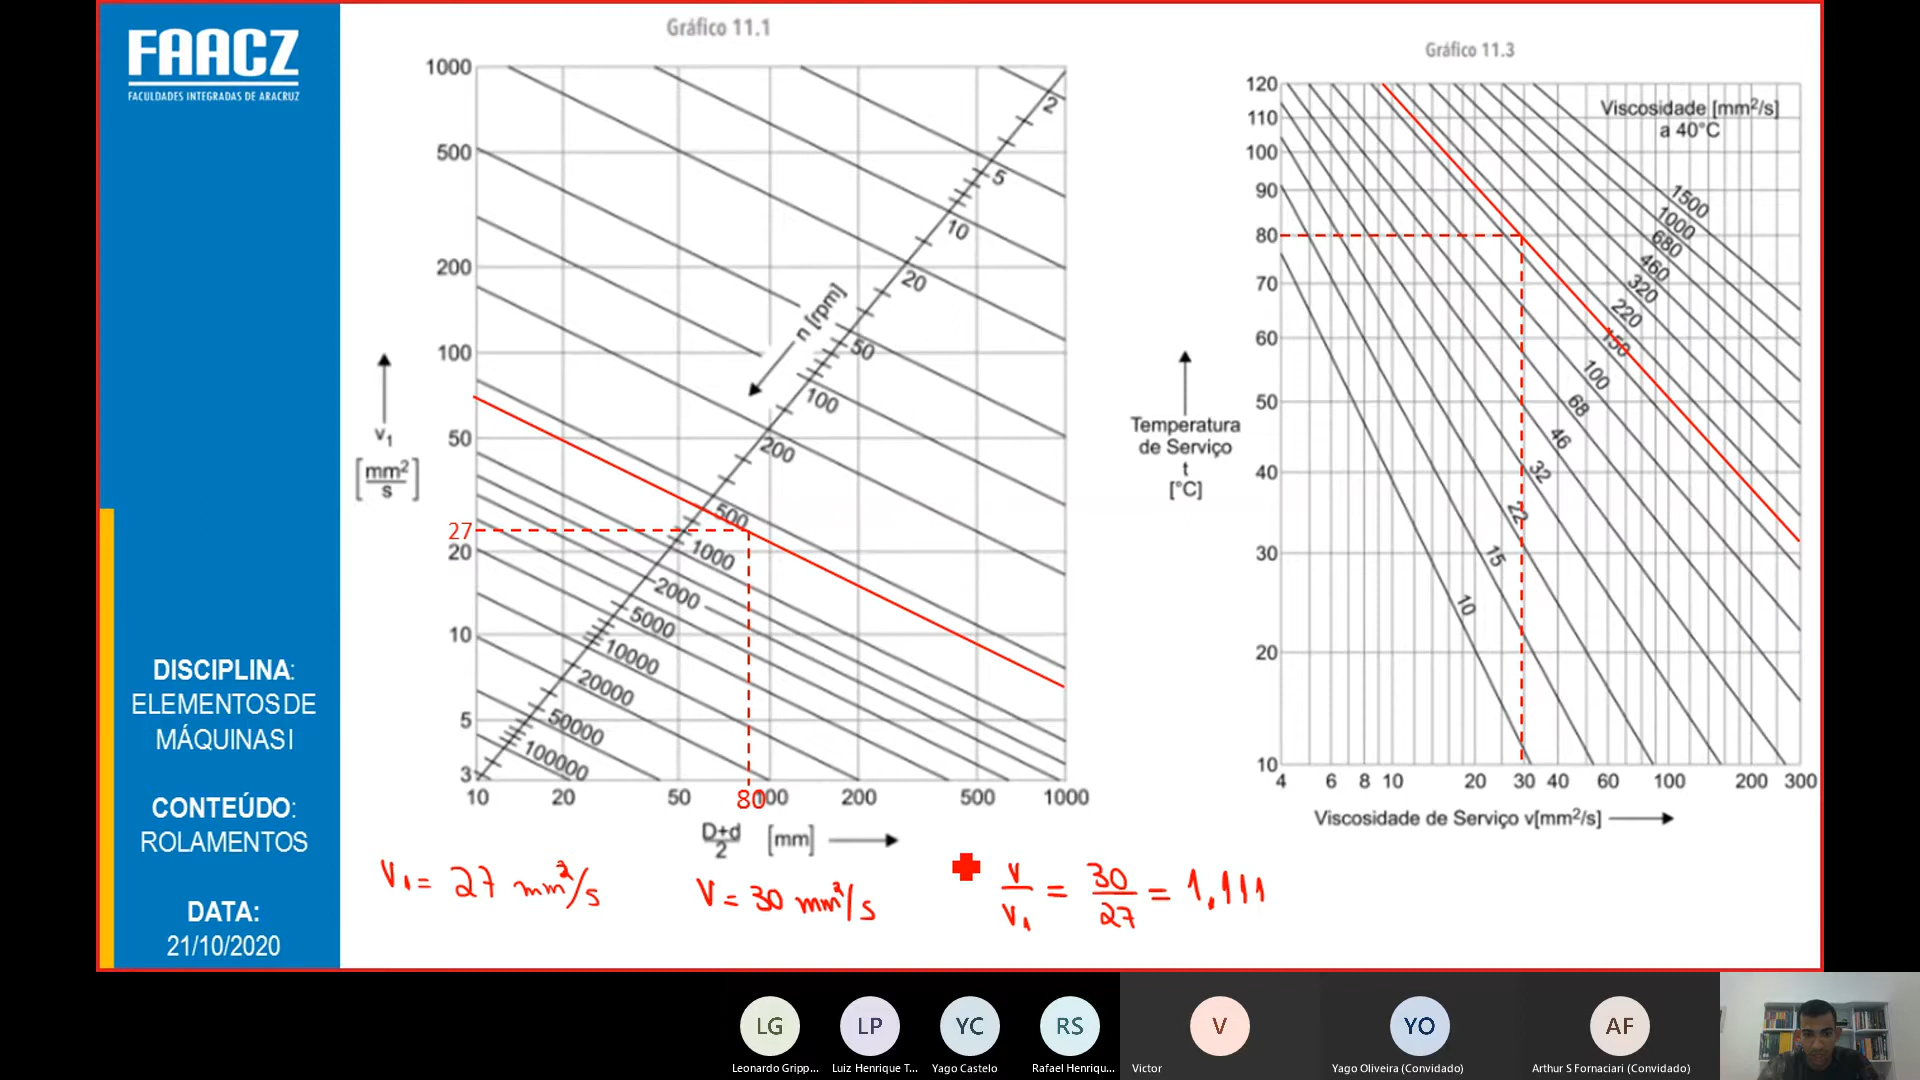 FAACZ
FACULDADES INTEGRADAS DE ARACRUZ
DISCIPLINA:
ELEMENTOS DE
MÁQUINAS I
CONTEÚDO:
ROLAMENTOS
DATA:
21/10/2020
Gráfico 11.1
1000
500
200
100
50
27
20
10
5
3
v1
[mm²/s]
n [rpm]
2
5
10
20
50
100
200
500
1000
2000
5000
10000
20000
50000
100000
10 20 50 80 100 200 500 1000
D+d/2 [mm]
Gráfico 11.3
Viscosidade [mm²/s]
a 40°C
120
110
100
90
80
70
60
50
40
30
20
10
Temperatura
de Serviço
t
[°C]
1500
1000
680
460
320
220
150
100
68
46
32
22
15
10
4 6 8 10 20 30 40 60 100 200 300
Viscosidade de Serviço v[mm²/s]
V1 = 27 mm²/s
V = 30 mm²/s
V/V1 = 30/27 = 1,111
LG LP YC RS V YO AF
Leonardo Gripp... Luiz Henrique T... Yago Castelo Rafael Henriqu... Victor Yago Oliveira (Convidado) Arthur S Fornaciari (Convidado)